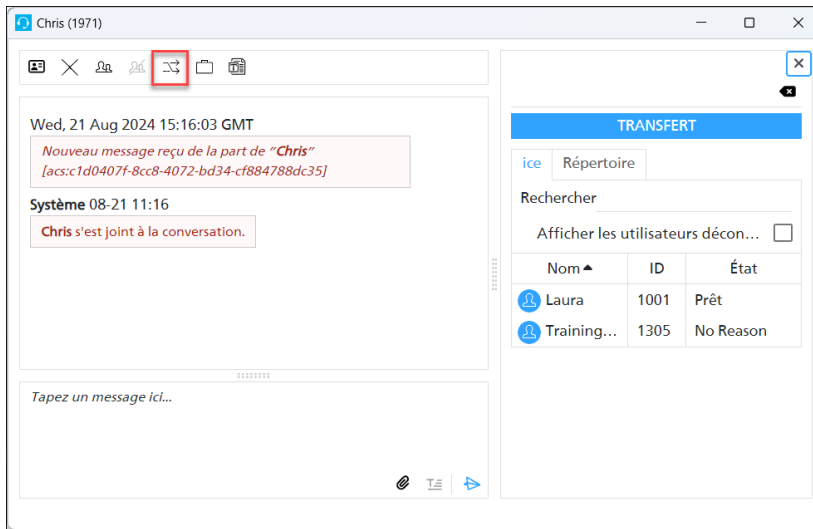 Chris (1971)
Wed, 21 Aug 2024 15:16:03 GMT
Nouveau message reçu de la part de "Chris"
[acs:c1d0407f-8cc8-4072-bd34-cf884788dc35]
Système 08-21 11:16
Chris s'est joint à la conversation.
Tapez un message ici...
TRANSFERT
ice Répertoire
Rechercher
Afficher les utilisateurs décon...
Nom ID État
Laura 1001 Prêt
Training... 1305 No Reason